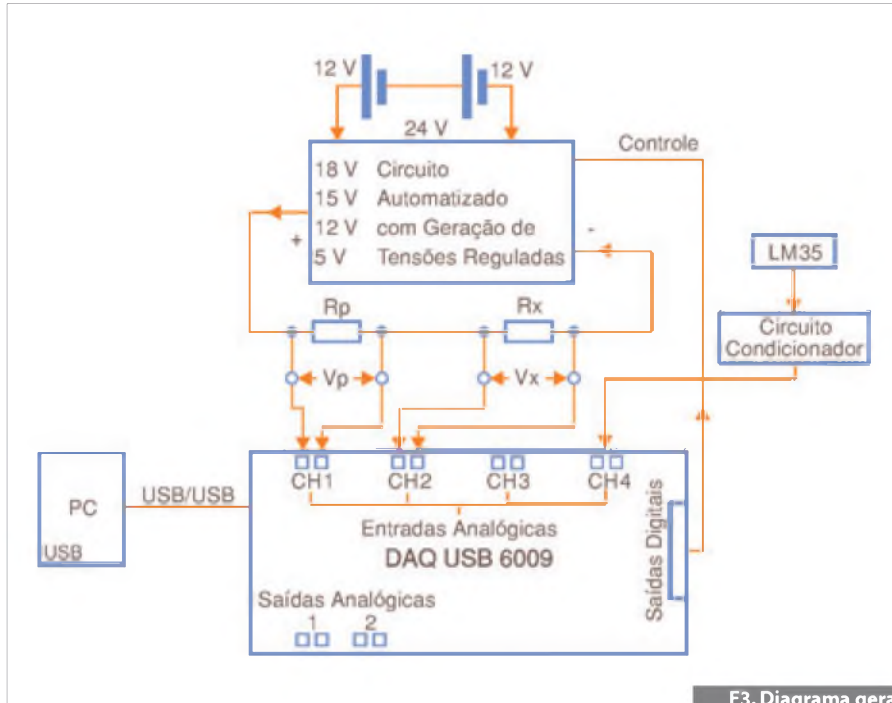 12 V
12 V
24 V
Controle
18 V Circuito
15 V Automatizado
12 V com Geração de
5 V Tensões Reguladas
+
-
LM35
Rp
Rx
Circuito
Condicionador
Vp
Vx
CH1
CH2
CH3
CH4
PC
USB
USB/USB
Entradas Analógicas
DAQ USB 6009
Saídas Digitais
Saídas Analógicas
1
2
F3. Diagrama gera